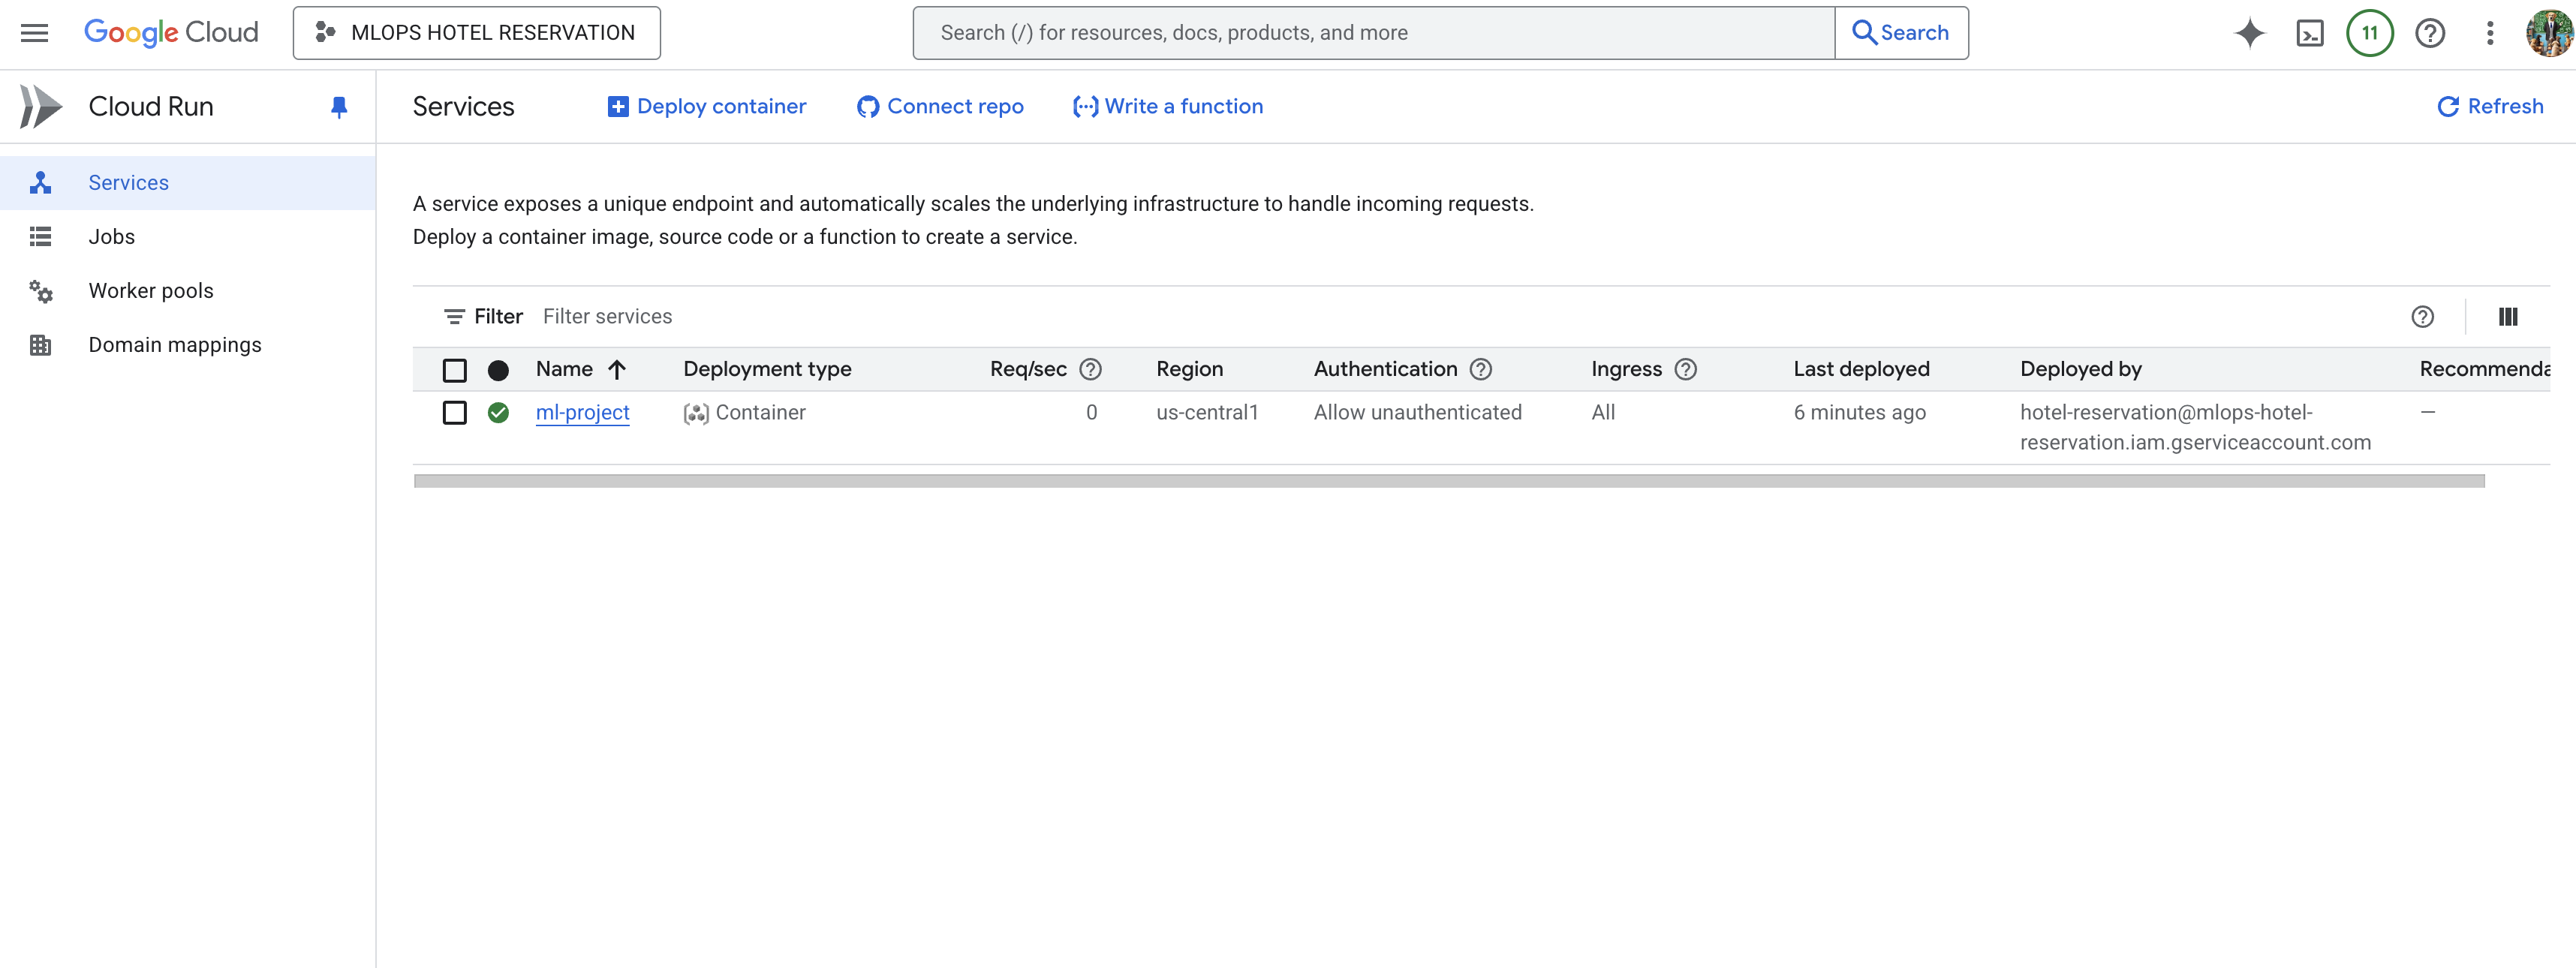 Google Cloud
MLOPS HOTEL RESERVATION
Search (/) for resources, docs, products, and more
Search
11
Cloud Run
Services
Deploy container
Connect repo
Write a function
Refresh
Services
Jobs
Worker pools
Domain mappings
A service exposes a unique endpoint and automatically scales the underlying infrastructure to handle incoming requests.
Deploy a container image, source code or a function to create a service.
Filter Filter services
Name Deployment type Req/sec Region Authentication Ingress Last deployed Deployed by Recommenda
ml-project Container 0 us-central1 Allow unauthenticated All 6 minutes ago hotel-reservation@mlops-hotel- —
reservation.iam.gserviceaccount.com